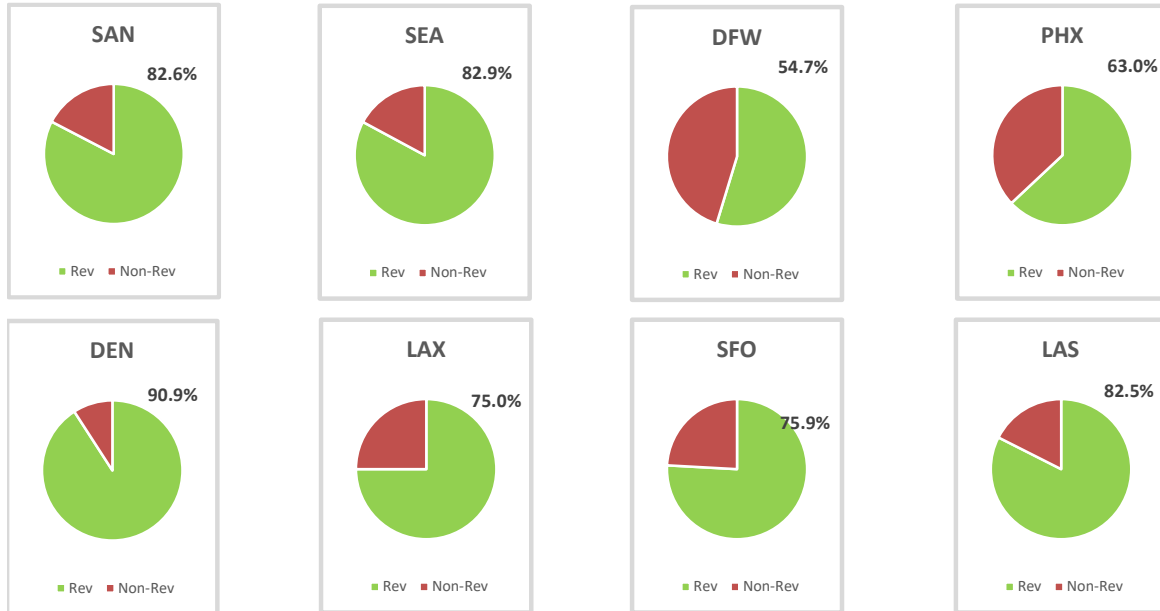 SAN
82.6%
Rev Non-Rev
SEA
82.9%
Rev Non-Rev
DFW
54.7%
Rev Non-Rev
PHX
63.0%
Rev Non-Rev
DEN
90.9%
Rev Non-Rev
LAX
75.0%
Rev Non-Rev
SFO
75.9%
Rev Non-Rev
LAS
82.5%
Rev Non-Rev